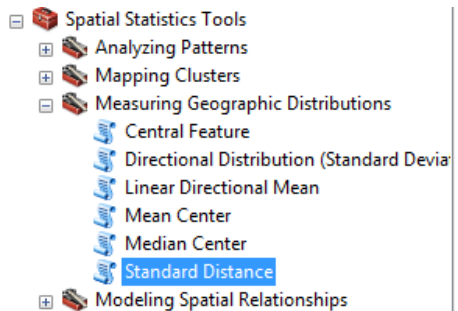 Spatial Statistics Tools
Analyzing Patterns
Mapping Clusters
Measuring Geographic Distributions
Central Feature
Directional Distribution (Standard Devia
Linear Directional Mean
Mean Center
Median Center
Standard Distance
Modeling Spatial Relationships